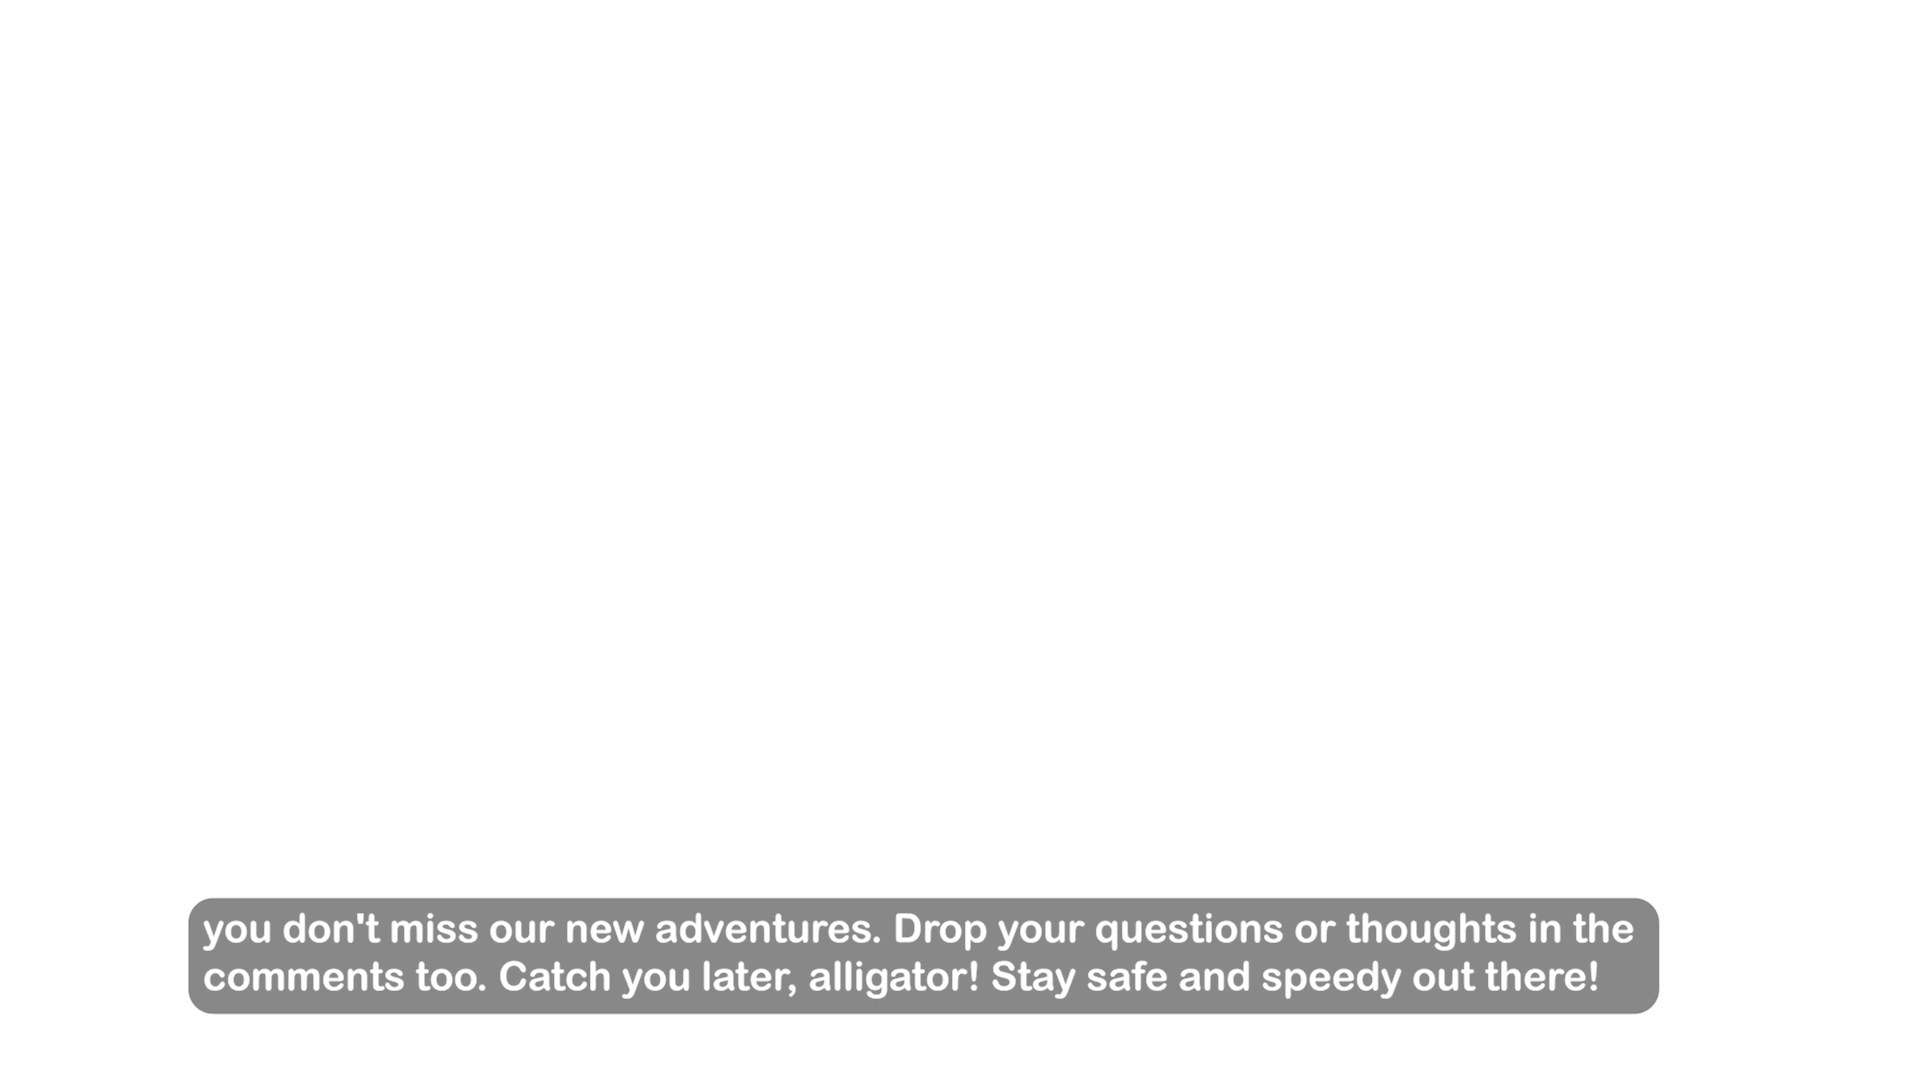 you don't miss our new adventures. Drop your questions or thoughts in the
comments too. Catch you later, alligator! Stay safe and speedy out there!